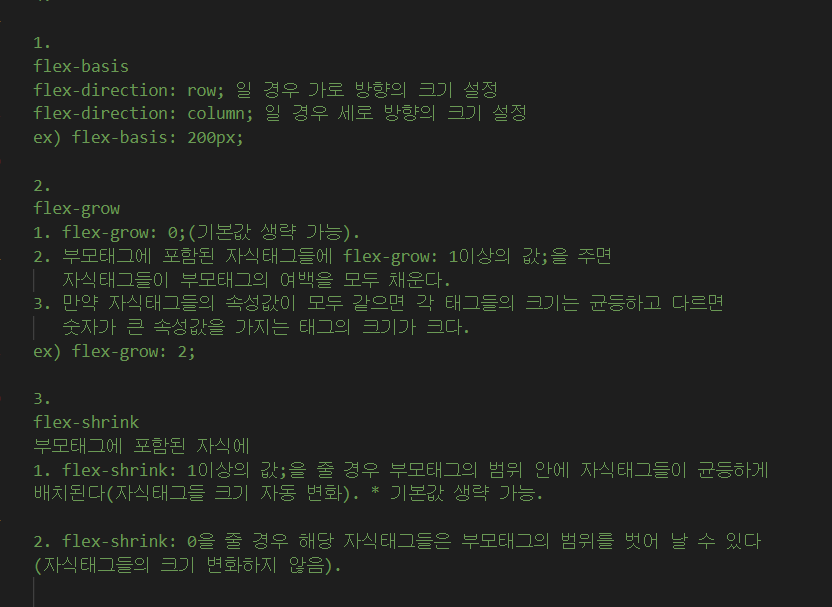 1.
flex-basis
flex-direction: row; 일 경우 가로 방향의 크기 설정
flex-direction: column; 일 경우 세로 방향의 크기 설정
ex) flex-basis: 200px;
2.
flex-grow
1. flex-grow: 0;(기본값 생략 가능).
2. 부모태그에 포함된 자식태그들에 flex-grow: 1이상의 값;을 주면
자식태그들이 부모태그의 여백을 모두 채운다.
3. 만약 자식태그들의 속성값이 모두 같으면 각 태그들의 크기는 균등하고 다르면
숫자가 큰 속성값을 가지는 태그의 크기가 크다.
ex) flex-grow: 2;
3.
flex-shrink
부모태그에 포함된 자식에
1. flex-shrink: 1이상의 값;을 줄 경우 부모태그의 범위 안에 자식태그들이 균등하게
배치된다(자식태그들 크기 자동 변화). * 기본값 생략 가능.
2. flex-shrink: 0을 줄 경우 해당 자식태그들은 부모태그의 범위를 벗어 날 수 있다
(자식태그들의 크기 변화하지 않음).